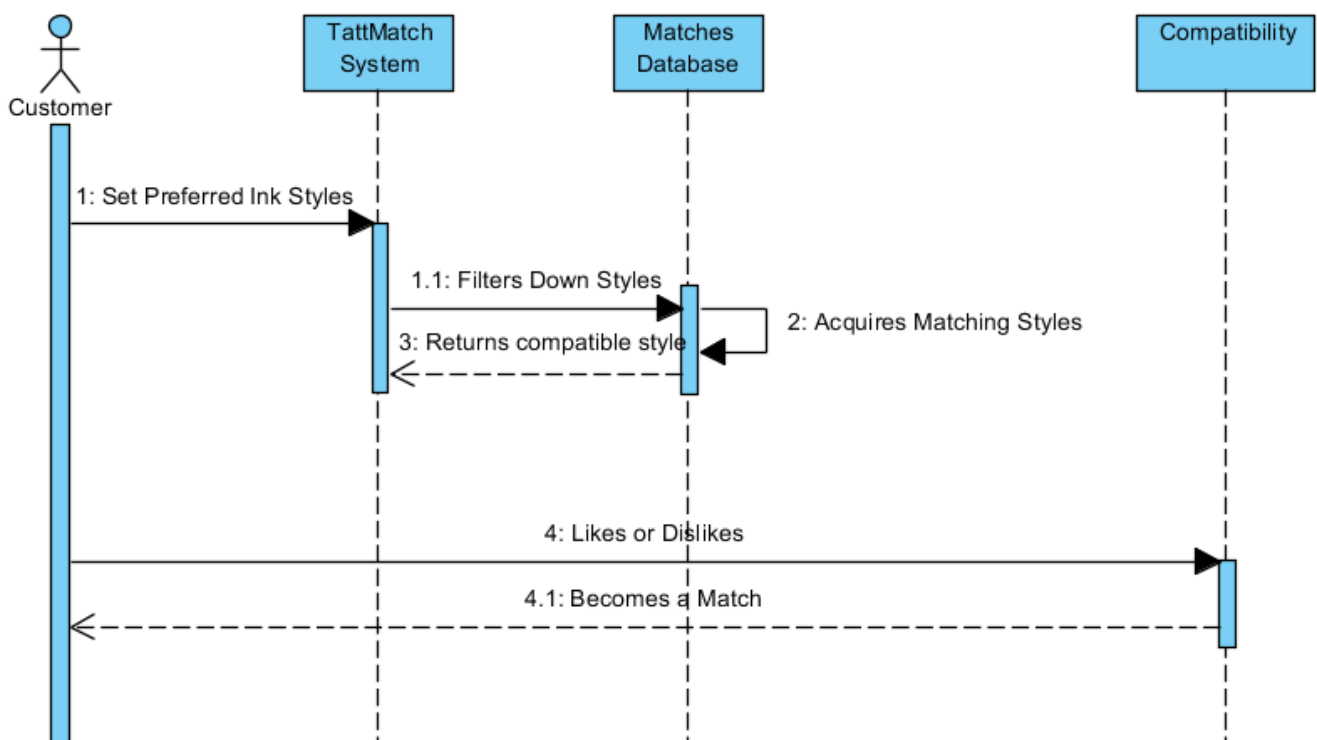 TattMatch
System
Matches
Database
Compatibility
Customer
1: Set Preferred Ink Styles
1.1: Filters Down Styles
2: Acquires Matching Styles
3: Returns compatible style
4: Likes or Dislikes
4.1: Becomes a Match